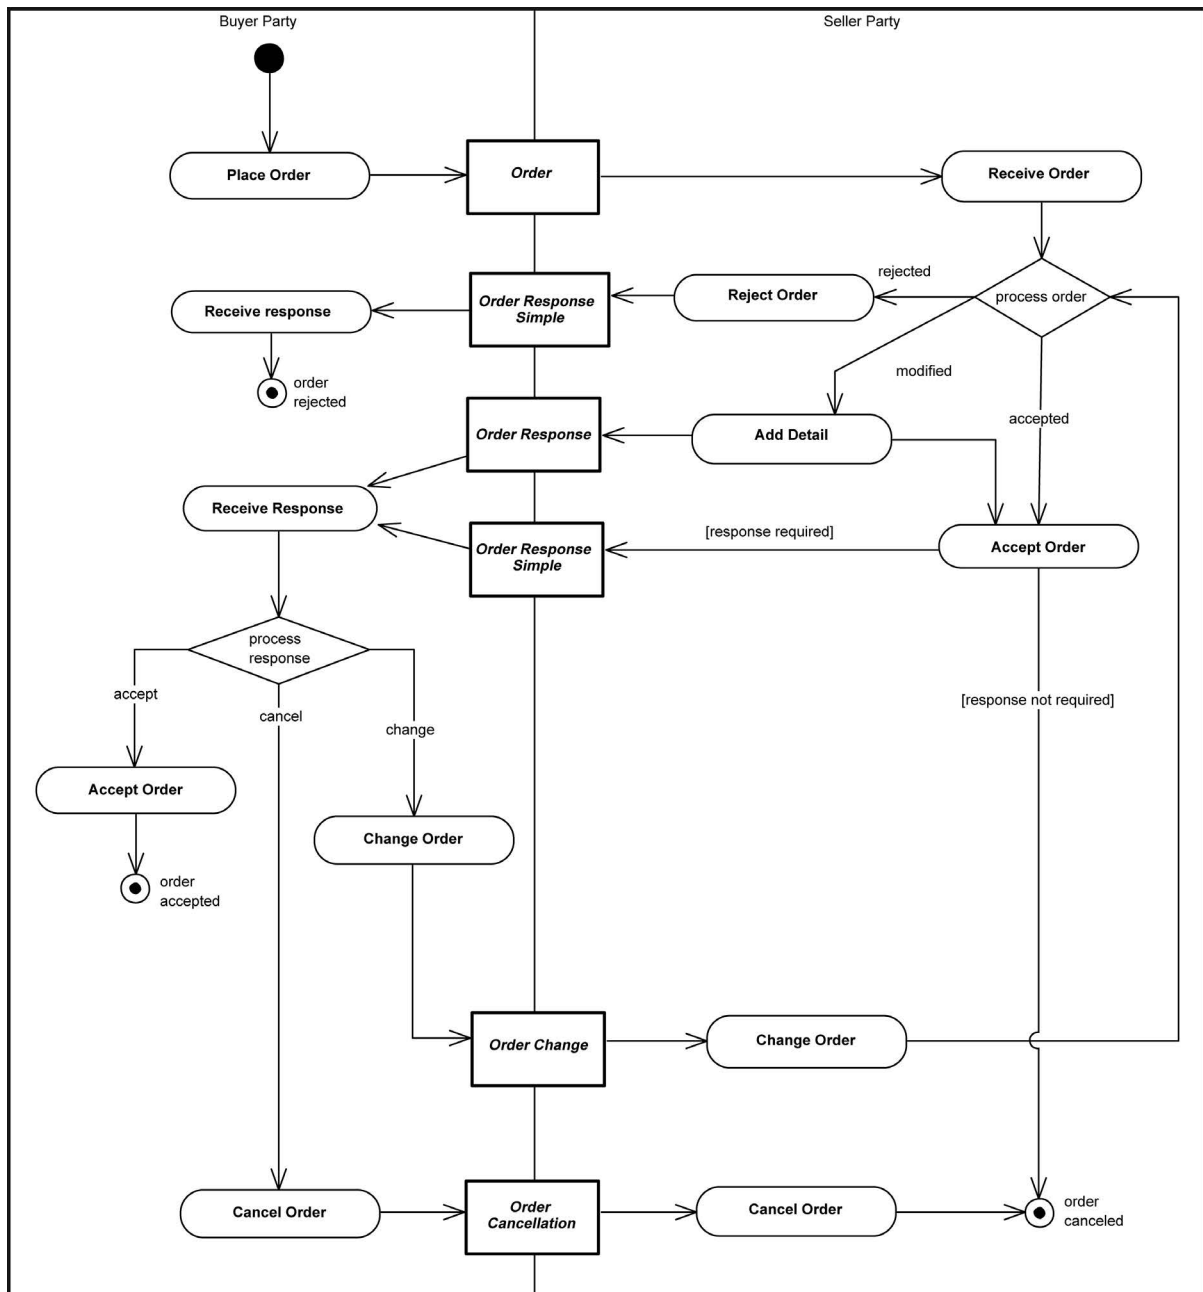 Buyer Party
Seller Party
Place Order
Order
Receive Order
rejected
Reject Order
process order
Order Response
Simple
Receive response
order
rejected
modified
accepted
Order Response
Add Detail
Receive Response
[response required]
Order Response
Simple
Accept Order
process
response
accept
cancel
change
[response not required]
Accept Order
Change Order
order
accepted
Order Change
Change Order
Cancel Order
Order
Cancellation
Cancel Order
order
canceled